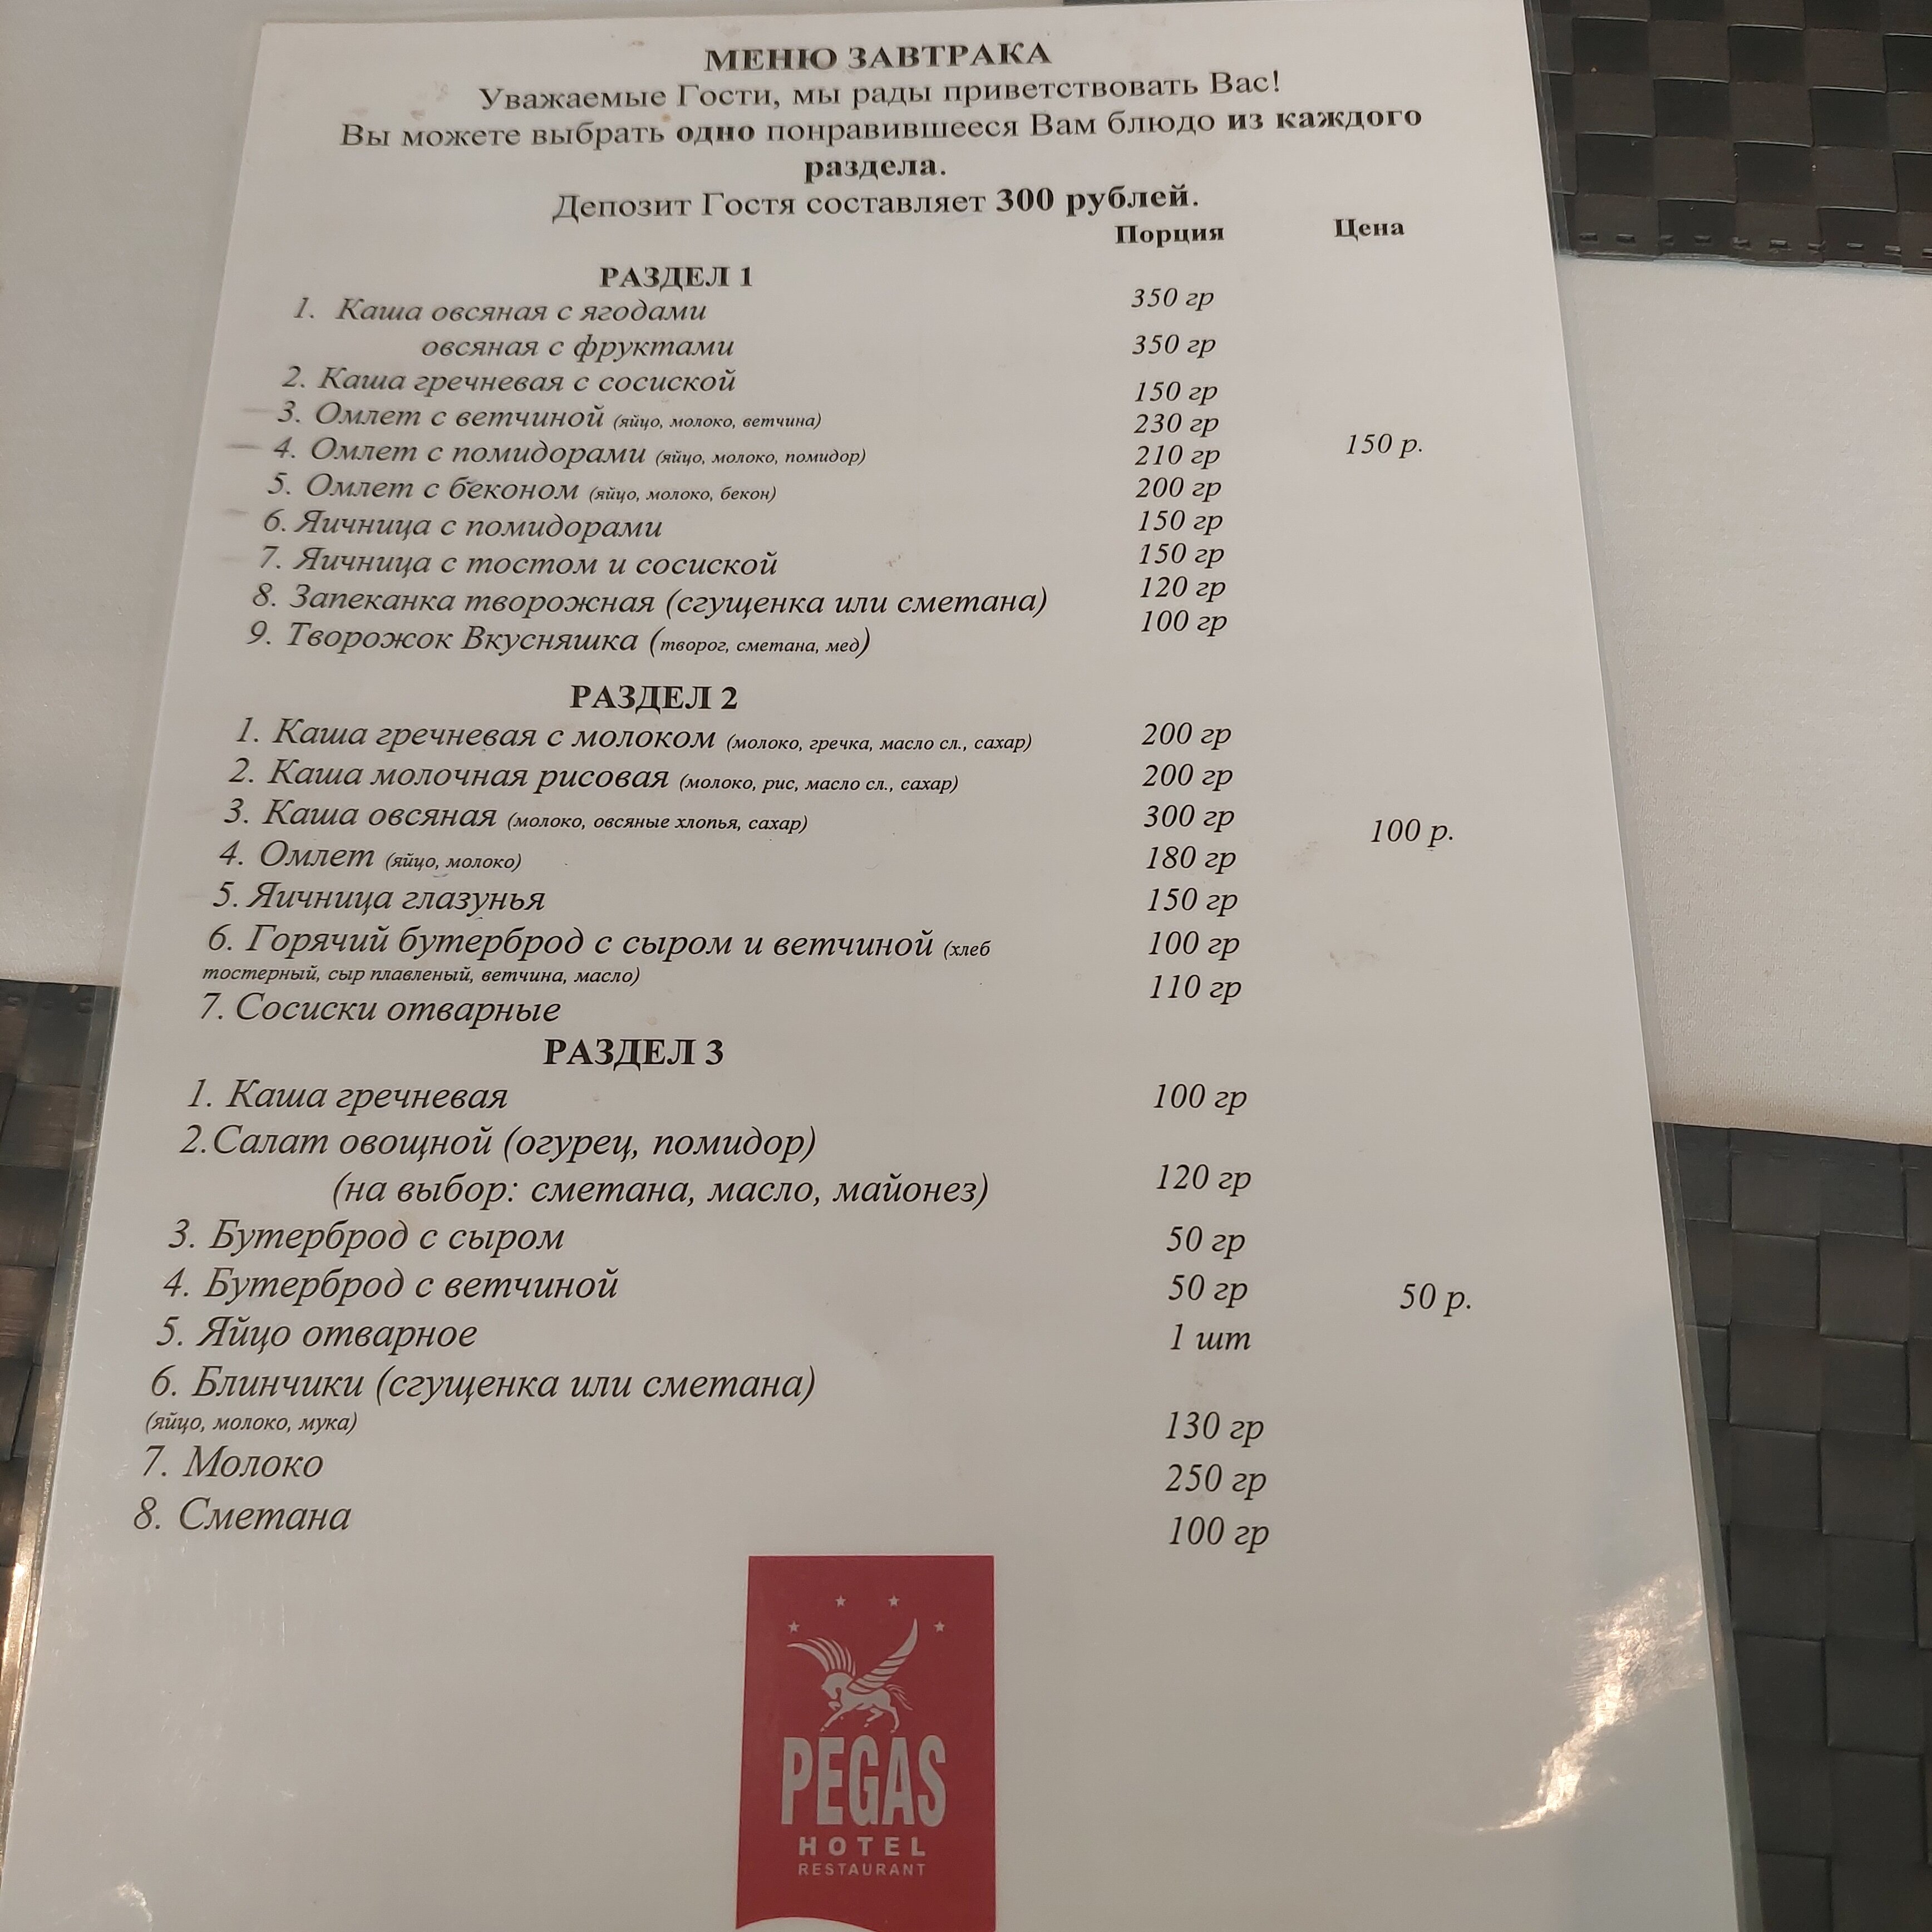 МЕНЮ ЗАВТРАКА
Уважаемые Гости, мы рады приветствовать Вас!
Вы можете выбрать одно понравившееся Вам блюдо из каждого
раздела.
Депозит Гостя составляет 300 рублей.
Порция Цена
РАЗДЕЛ 1
1. Каша овсяная с ягодами 350 гр
овсяная с фруктами 350 гр
2. Каша гречневая с сосиской 150 гр
3. Омлет с ветчиной (яйцо, молоко, ветчина) 230 гр
4. Омлет с помидорами (яйцо, молоко, помидор) 210 гр 150 р.
5. Омлет с беконом (яйцо, молоко, бекон) 200 гр
6. Яичница с помидорами 150 гр
7. Яичница с тостом и сосиской 150 гр
8. Запеканка творожная (сгущенка или сметана) 120 гр
9. Творожок Вкусняшка (творог, сметана, мед) 100 гр
РАЗДЕЛ 2
1. Каша гречневая с молоком (молоко, гречка, масло сл., сахар) 200 гр
2. Каша молочная рисовая (молоко, рис, масло сл., сахар) 200 гр
3. Каша овсяная (молоко, овсяные хлопья, сахар) 300 гр 100 р.
4. Омлет (яйцо, молоко) 180 гр
5. Яичница глазунья 150 гр
6. Горячий бутерброд с сыром и ветчиной (хлеб 100 гр
тостерный, сыр плавленый, ветчина, масло)
7. Сосиски отварные 110 гр
РАЗДЕЛ 3
1. Каша гречневая 100 гр
2.Салат овощной (огурец, помидор)
(на выбор: сметана, масло, майонез) 120 гр
3. Бутерброд с сыром 50 гр
4. Бутерброд с ветчиной 50 гр 50 р.
5. Яйцо отварное 1 шт
6. Блинчики (сгущенка или сметана)
(яйцо, молоко, мука) 130 гр
7. Молоко 250 гр
8. Сметана 100 гр
PEGAS
HOTEL
RESTAURANT